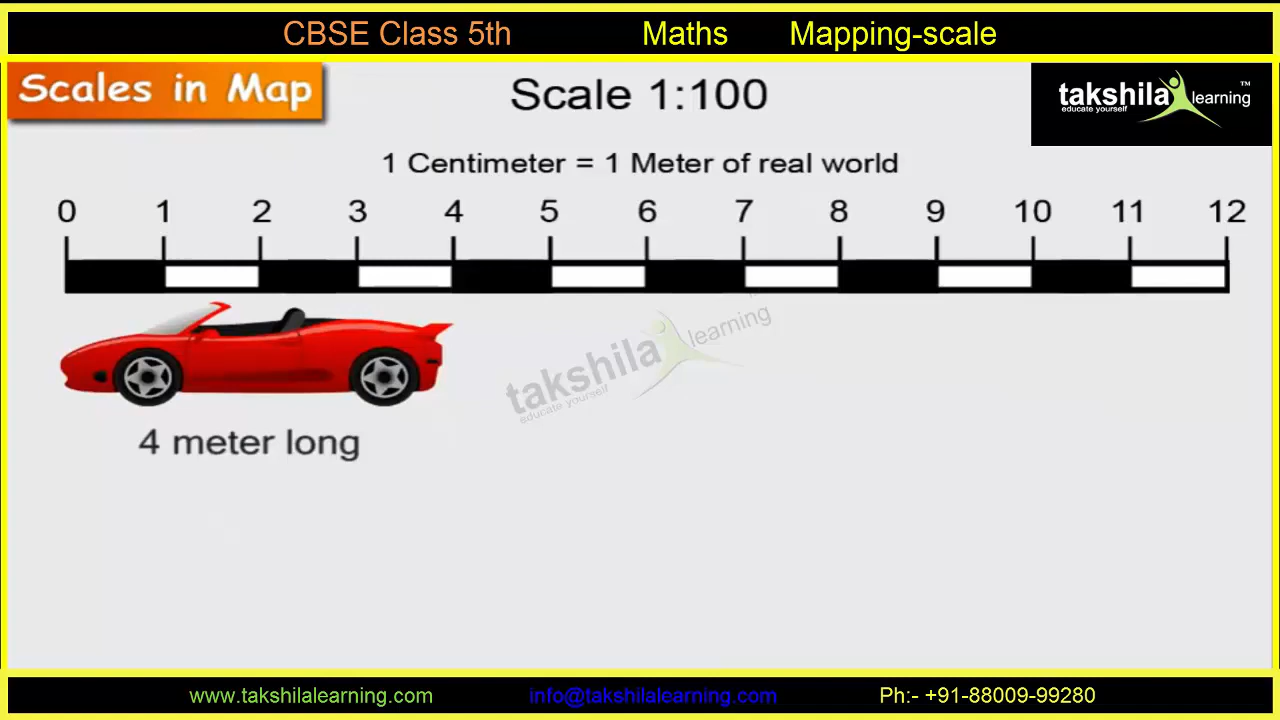 CBSE Class 5th Maths Mapping-scale
Scales in Map
Scale 1:100
takshila learning ™
educate yourself
1 Centimeter = 1 Meter of real world
0 1 2 3 4 5 6 7 8 9 10 11 12
takshila learning
educate yourself
4 meter long
www.takshilalearning.com info@takshilalearning.com Ph:- +91-88009-99280